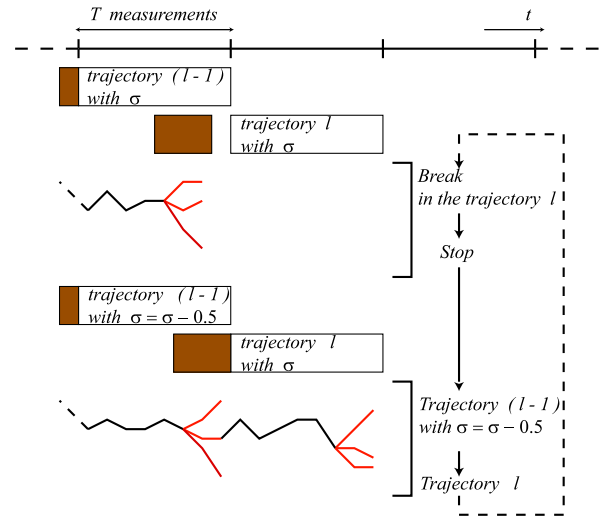 T measurements
t
trajectory ( l - 1 )
with σ
trajectory l
with σ
Break
in the trajectory l
Stop
trajectory ( l - 1 )
with σ = σ − 0.5
trajectory l
with σ
Trajectory ( l - 1 )
with σ = σ − 0.5
Trajectory l